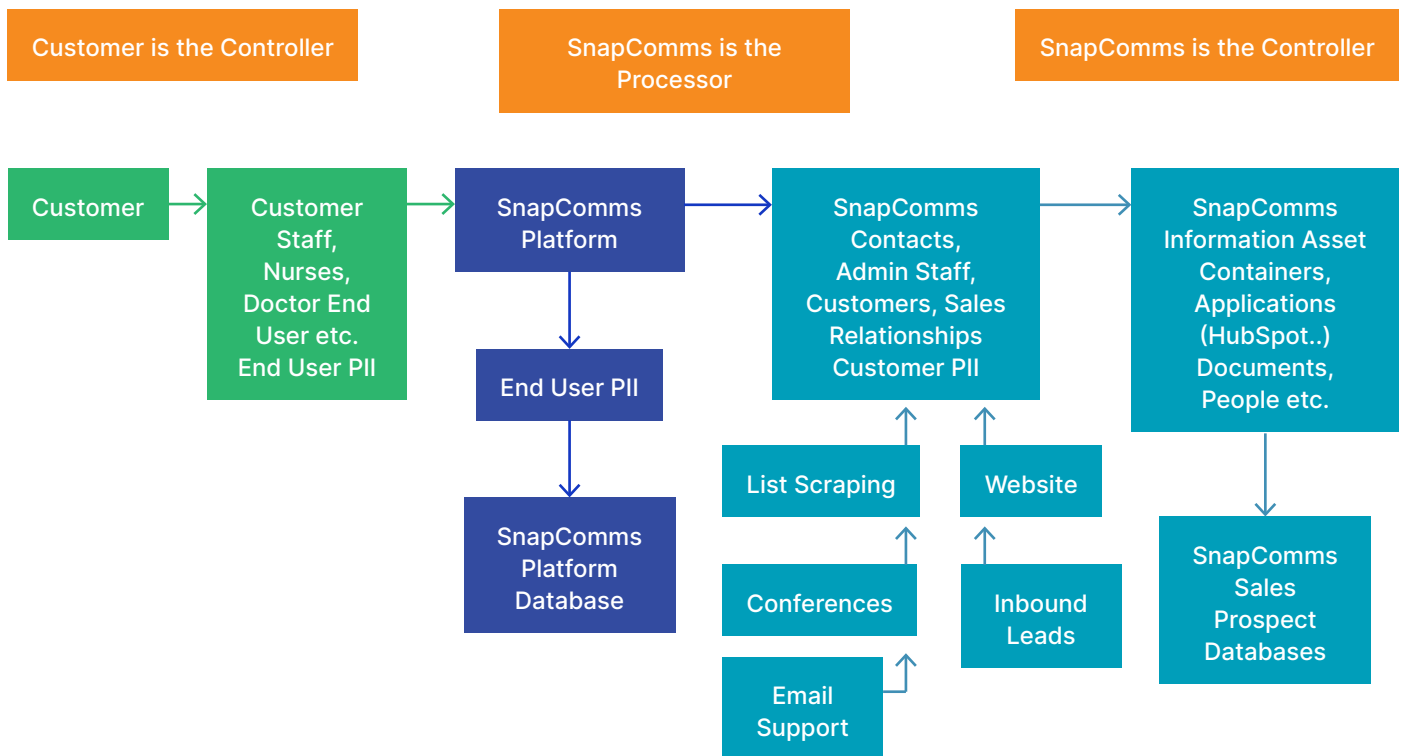 Customer is the Controller
SnapComms is the
Processor
SnapComms is the Controller
Customer
Customer
Staff,
Nurses,
Doctor End
User etc.
End User PII
SnapComms
Platform
End User PII
SnapComms
Platform
Database
SnapComms
Contacts,
Admin Staff,
Customers, Sales
Relationships
Customer PII
List Scraping
Website
Conferences
Inbound
Leads
Email
Support
SnapComms
Information Asset
Containers,
Applications
(HubSpot..)
Documents,
People etc.
SnapComms
Sales
Prospect
Databases